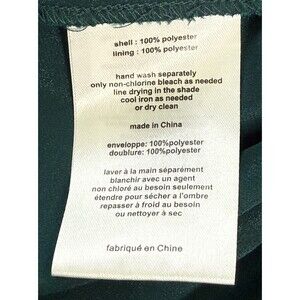 shell : 100% polyester
lining : 100% polyester
hand wash separately
only non-chlorine bleach as needed
line drying in the shade
cool iron as needed
or dry clean
made in China
enveloppe: 100%polyester
doublure: 100%polyester
laver à la main séparément
blanchir avec un agent
non chloré au besoin seulement
étendre pour sécher a l'ombre
repasser à froid au besoin
ou nettoyer à sec
fabriqué en Chine